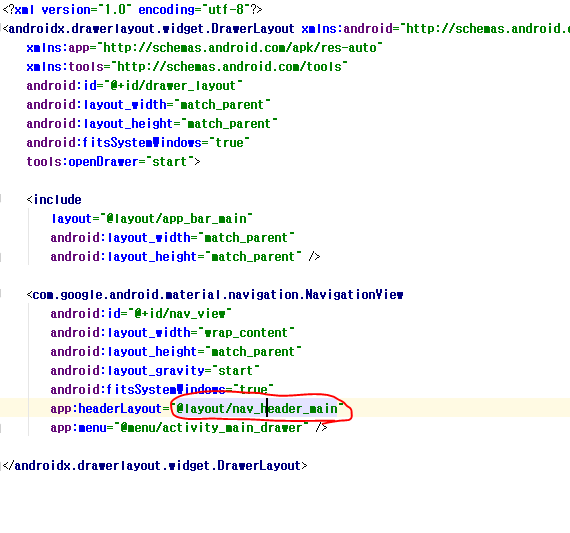 <?xml version="1.0" encoding="utf-8"?>
<androidx.drawerlayout.widget.DrawerLayout xmlns:android="http://schemas.android.
xmlns:app="http://schemas.android.com/apk/res-auto"
xmlns:tools="http://schemas.android.com/tools"
android:id="@+id/drawer_layout"
android:layout_width="match_parent"
android:layout_height="match_parent"
android:fitsSystemWindows="true"
tools:openDrawer="start">
<include
layout="@layout/app_bar_main"
android:layout_width="match_parent"
android:layout_height="match_parent" />
<com.google.android.material.navigation.NavigationView
android:id="@+id/nav_view"
android:layout_width="wrap_content"
android:layout_height="match_parent"
android:layout_gravity="start"
android:fitsSystemWindows="true"
app:headerLayout="@layout/nav_header_main"
app:menu="@menu/activity_main_drawer" />
</androidx.drawerlayout.widget.DrawerLayout>